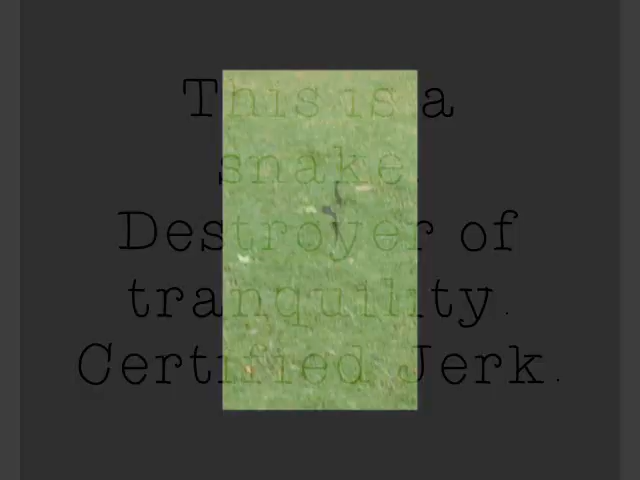 This is a
snake.
Destroyer of
tranquility.
Certified Jerk.